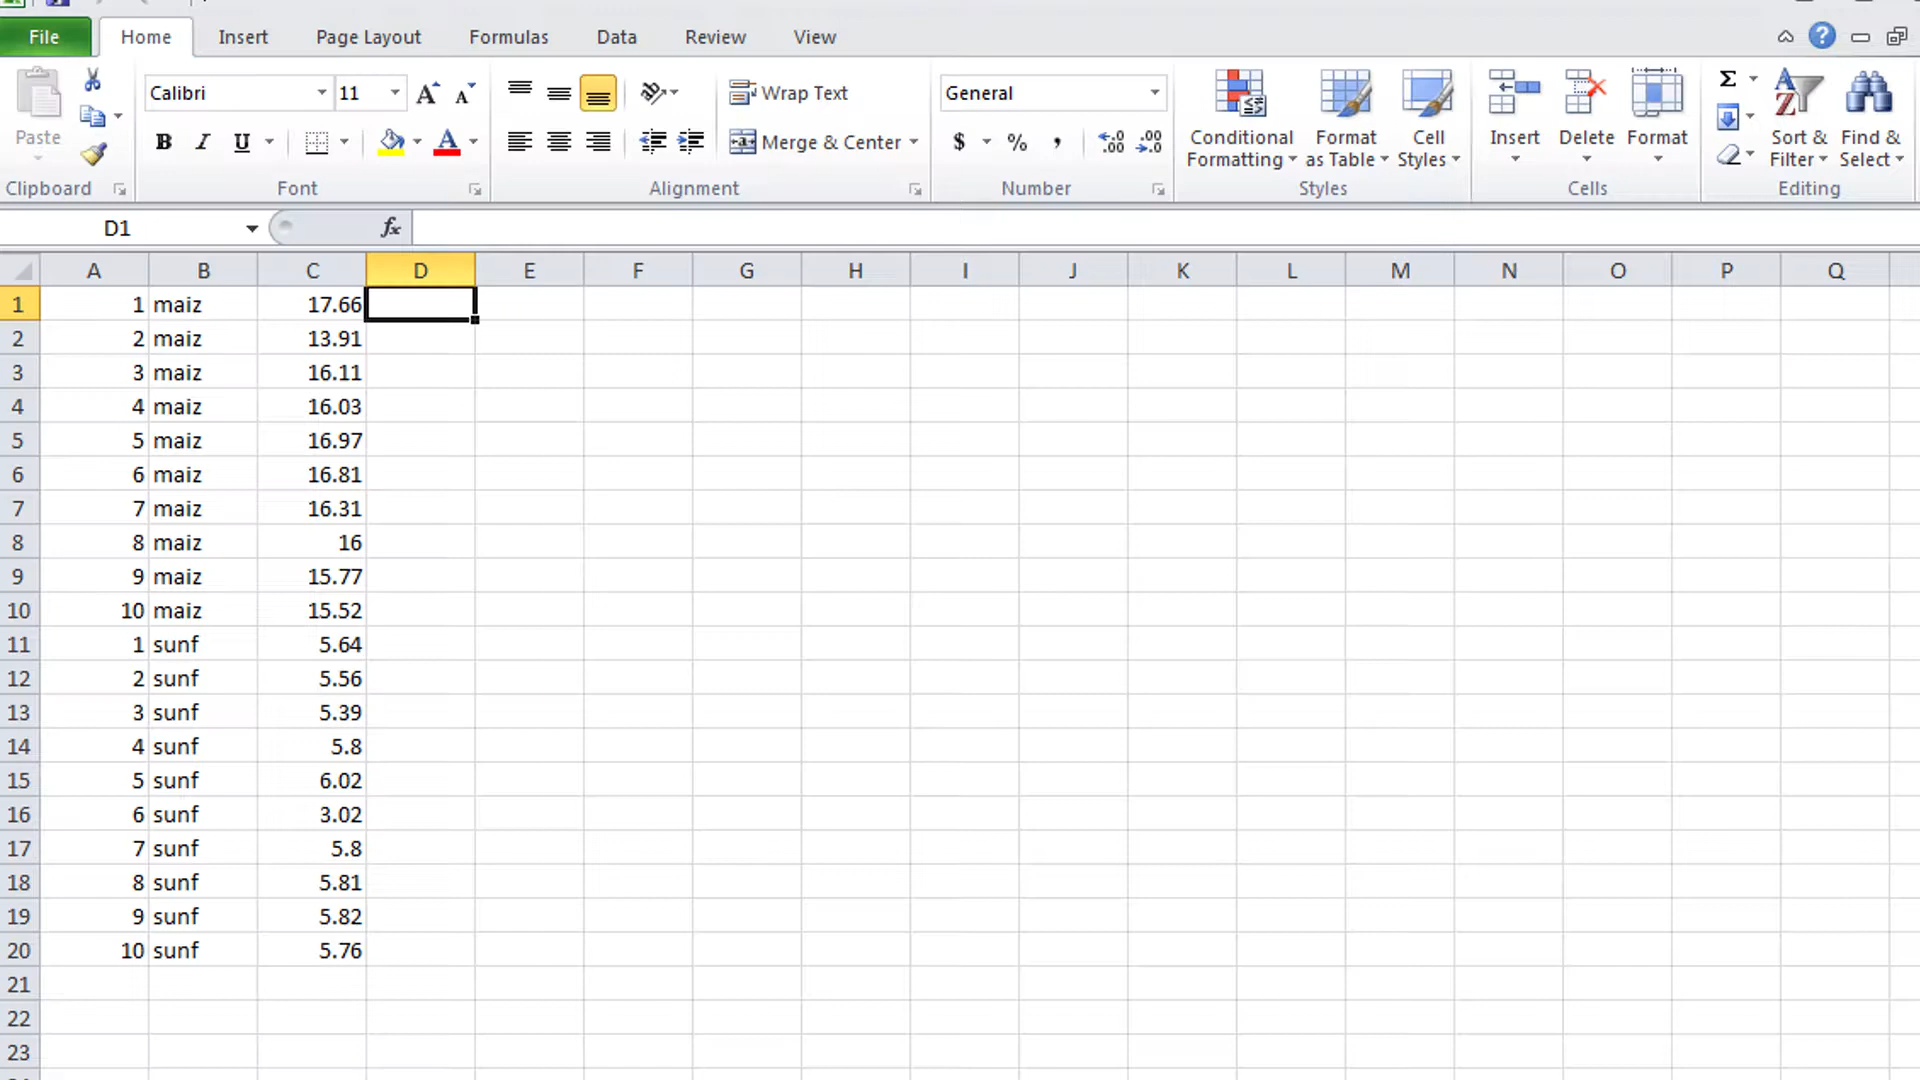 File Home Insert Page Layout Formulas Data Review View
Calibri 11 A A Wrap Text General Σ
Paste B I U A Merge & Center $ % , .0 .00 .00 .0 Conditional Formatting Format as Table Cell Styles Insert Delete Format Sort & Filter Find & Select
Clipboard Font Alignment Number Styles Cells Editing
D1 fx
A B C D E F G H I J K L M N O P Q
1 1 maiz 17.66
2 2 maiz 13.91
3 3 maiz 16.11
4 4 maiz 16.03
5 5 maiz 16.97
6 6 maiz 16.81
7 7 maiz 16.31
8 8 maiz 16
9 9 maiz 15.77
10 10 maiz 15.52
11 1 sunf 5.64
12 2 sunf 5.56
13 3 sunf 5.39
14 4 sunf 5.8
15 5 sunf 6.02
16 6 sunf 3.02
17 7 sunf 5.8
18 8 sunf 5.81
19 9 sunf 5.82
20 10 sunf 5.76
21
22
23